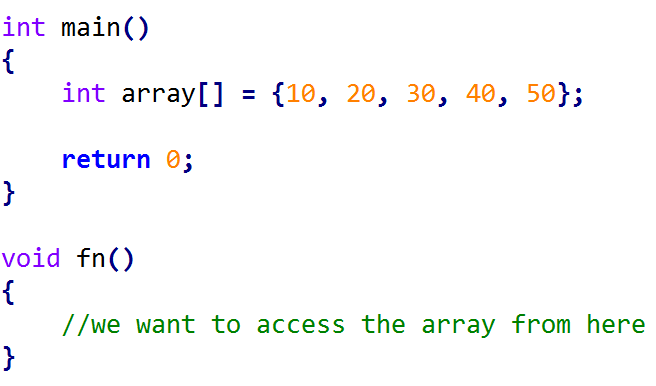 int main()
{
    int array[] = {10, 20, 30, 40, 50};

    return 0;
}

void fn()
{
    //we want to access the array from here
}